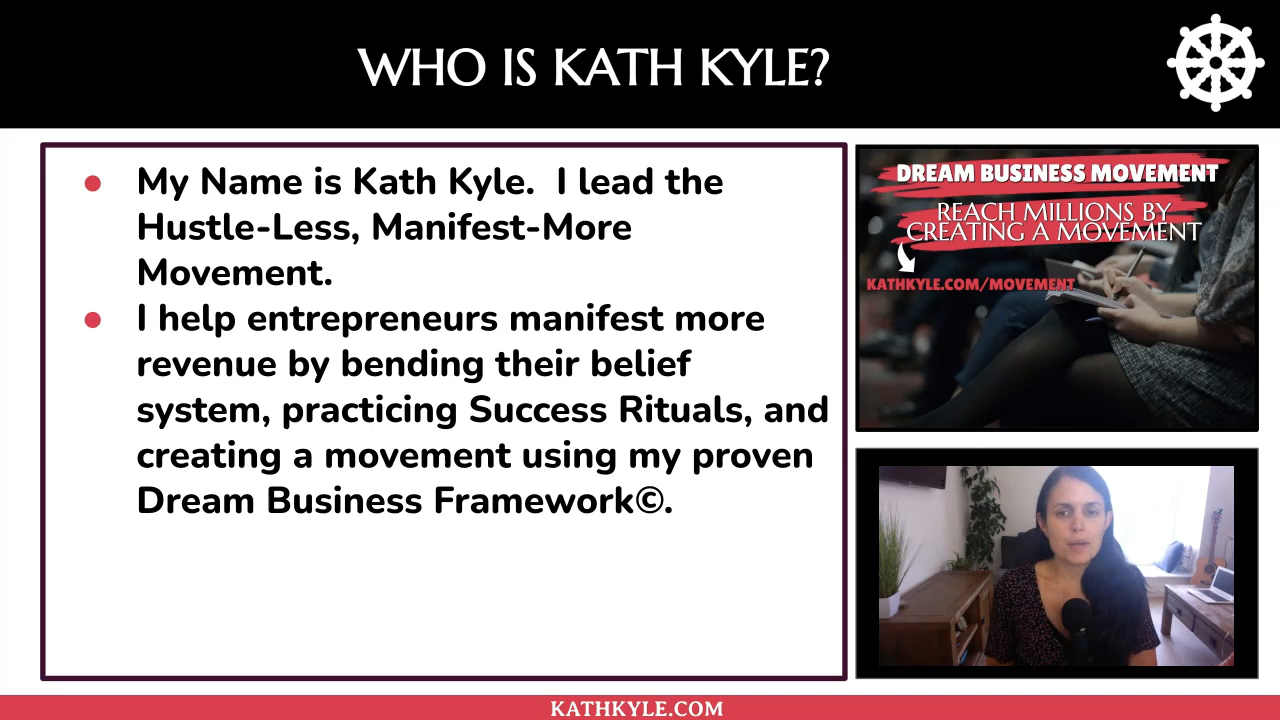 WHO IS KATH KYLE?
My Name is Kath Kyle. I lead the
Hustle-Less, Manifest-More
Movement.
I help entrepreneurs manifest more
revenue by bending their belief
system, practicing Success Rituals, and
creating a movement using my proven
Dream Business Framework©.
DREAM BUSINESS MOVEMENT
REACH MILLIONS BY
CREATING A MOVEMENT
KATHKYLE.COM/MOVEMENT
KATHKYLE.COM